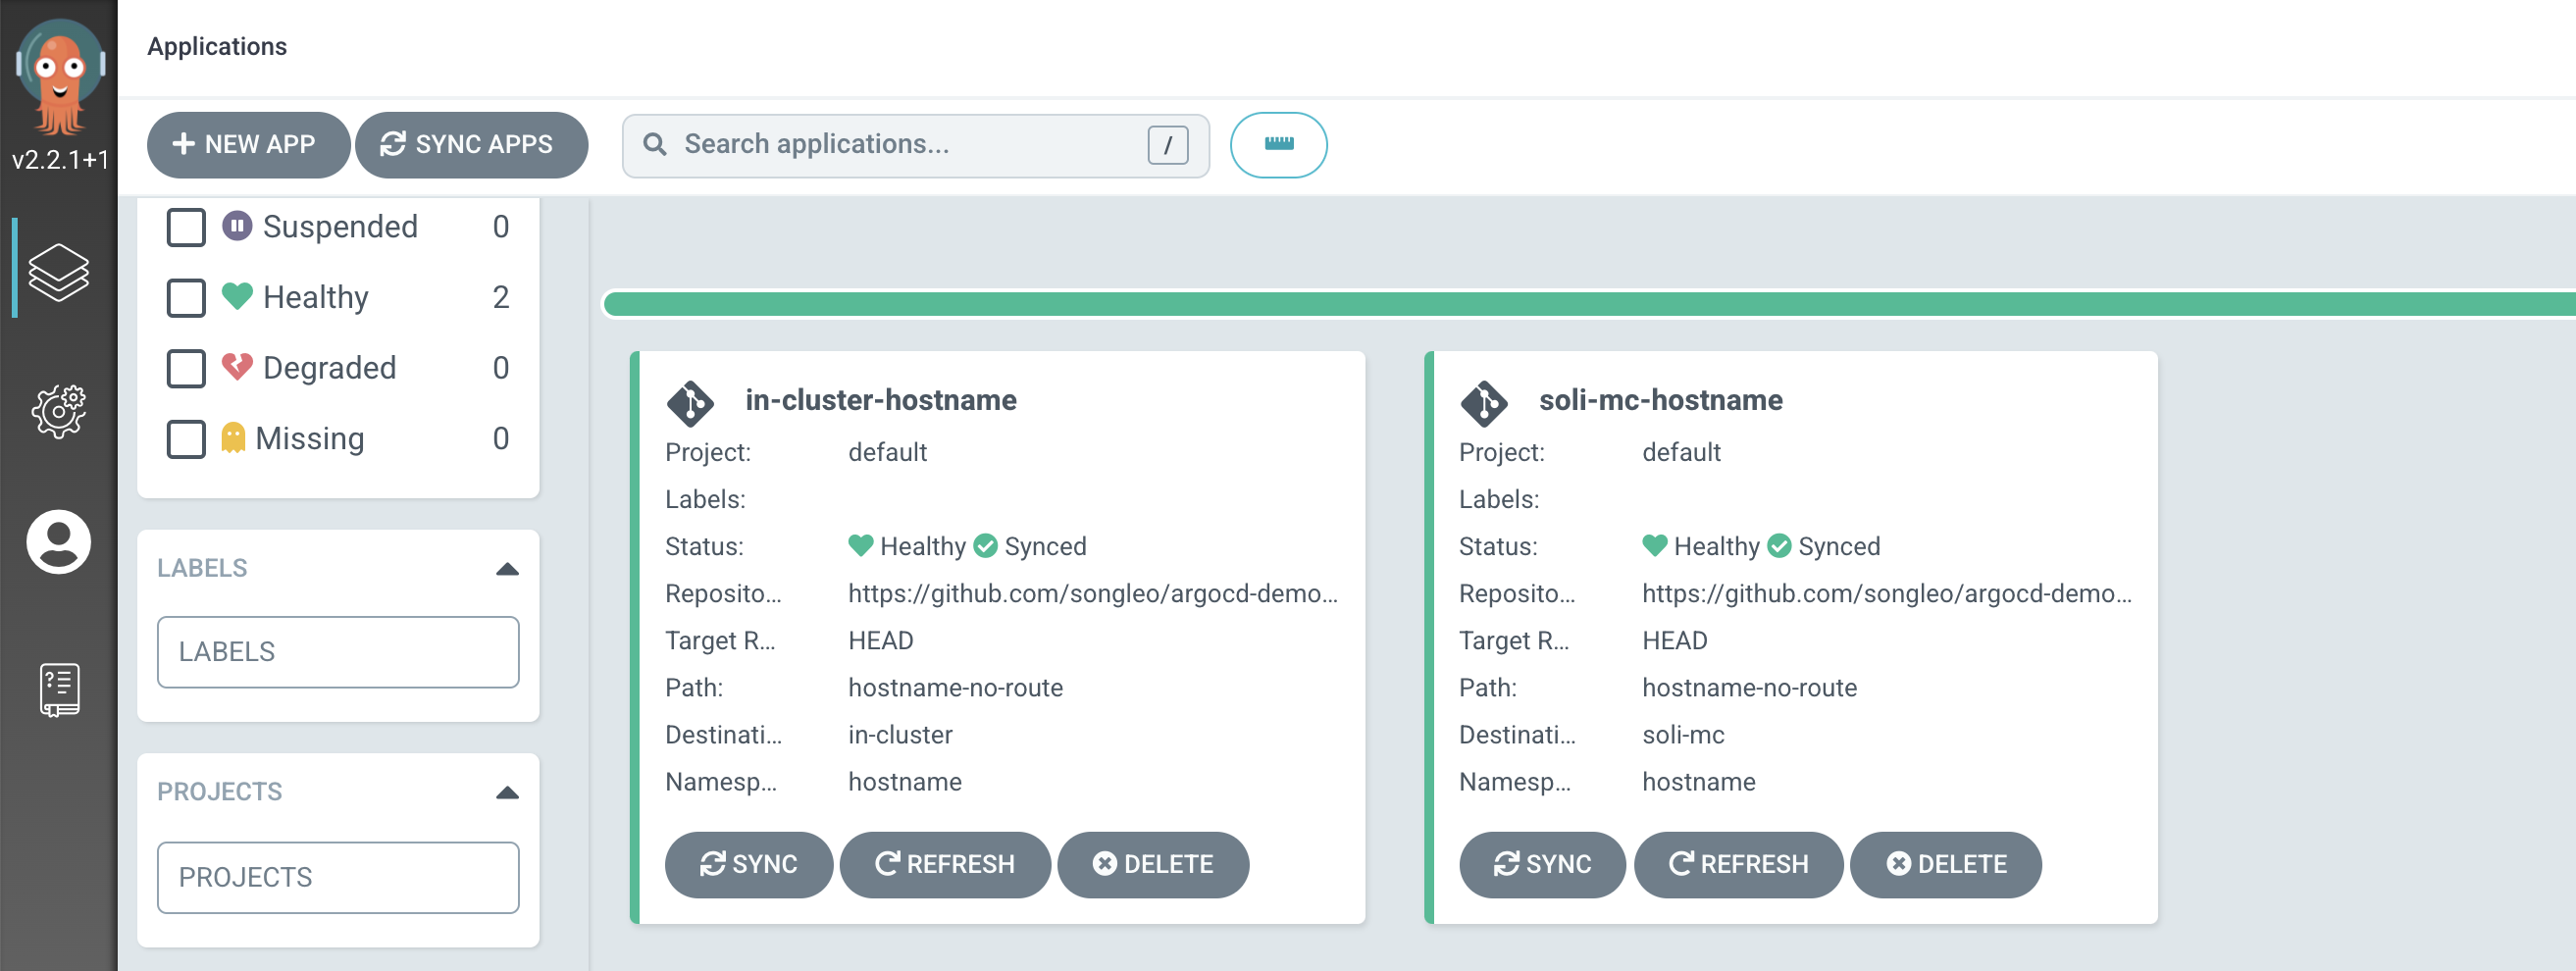 Applications
v2.2.1+1
NEW APP
SYNC APPS
Search applications...
/
Suspended 0
Healthy 2
Degraded 0
Missing 0
LABELS
LABELS
PROJECTS
PROJECTS
in-cluster-hostname
Project: default
Labels:
Status: Healthy Synced
Reposito... https://github.com/songleo/argocd-demo...
Target R... HEAD
Path: hostname-no-route
Destinati... in-cluster
Namesp... hostname
SYNC REFRESH DELETE
soli-mc-hostname
Project: default
Labels:
Status: Healthy Synced
Reposito... https://github.com/songleo/argocd-demo...
Target R... HEAD
Path: hostname-no-route
Destinati... soli-mc
Namesp... hostname
SYNC REFRESH DELETE